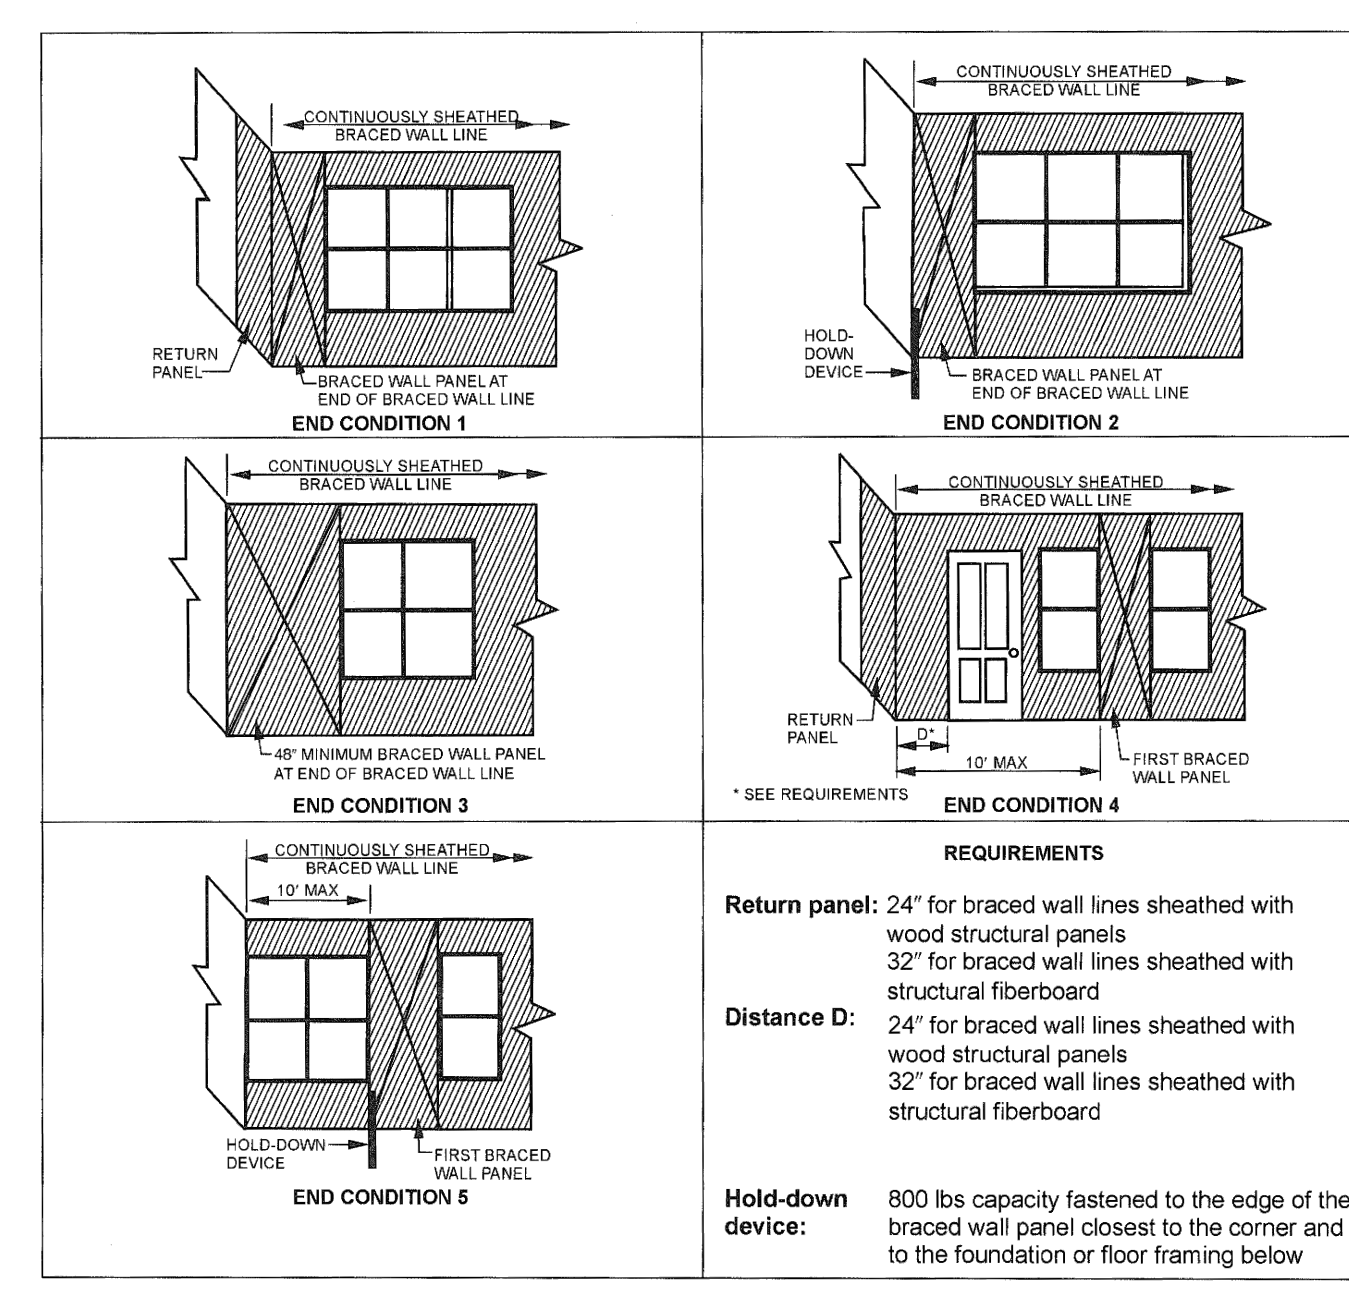 CONTINUOUSLY SHEATHED
BRACED WALL LINE
RETURN
PANEL
BRACED WALL PANEL AT
END OF BRACED WALL LINE
END CONDITION 1
CONTINUOUSLY SHEATHED
BRACED WALL LINE
HOLD-
DOWN
DEVICE
BRACED WALL PANEL AT
END OF BRACED WALL LINE
END CONDITION 2
CONTINUOUSLY SHEATHED
BRACED WALL LINE
48" MINIMUM BRACED WALL PANEL
AT END OF BRACED WALL LINE
END CONDITION 3
CONTINUOUSLY SHEATHED
BRACED WALL LINE
RETURN
PANEL
D*
10' MAX
FIRST BRACED
WALL PANEL
* SEE REQUIREMENTS
END CONDITION 4
CONTINUOUSLY SHEATHED
BRACED WALL LINE
10' MAX
HOLD-DOWN
DEVICE
FIRST BRACED
WALL PANEL
END CONDITION 5
REQUIREMENTS
Return panel: 24" for braced wall lines sheathed with
wood structural panels
32" for braced wall lines sheathed with
structural fiberboard
Distance D: 24" for braced wall lines sheathed with
wood structural panels
32" for braced wall lines sheathed with
structural fiberboard
Hold-down 800 lbs capacity fastened to the edge of the
device: braced wall panel closest to the corner and
to the foundation or floor framing below